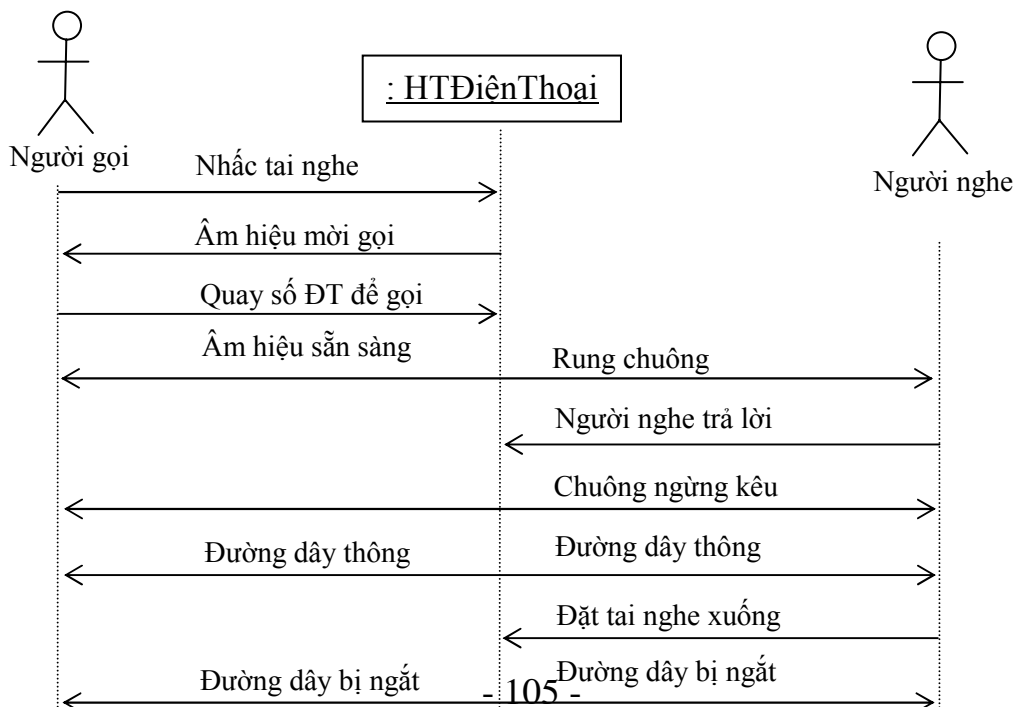 : HTĐiệnThoại
Người gọi
Người nghe
Nhấc tai nghe
Âm hiệu mời gọi
Quay số ĐT để gọi
Âm hiệu sẵn sàng
Rung chuông
Người nghe trả lời
Chuông ngừng kêu
Đường dây thông
Đường dây thông
Đặt tai nghe xuống
Đường dây bị ngắt
Đường dây bị ngắt
- 105 -